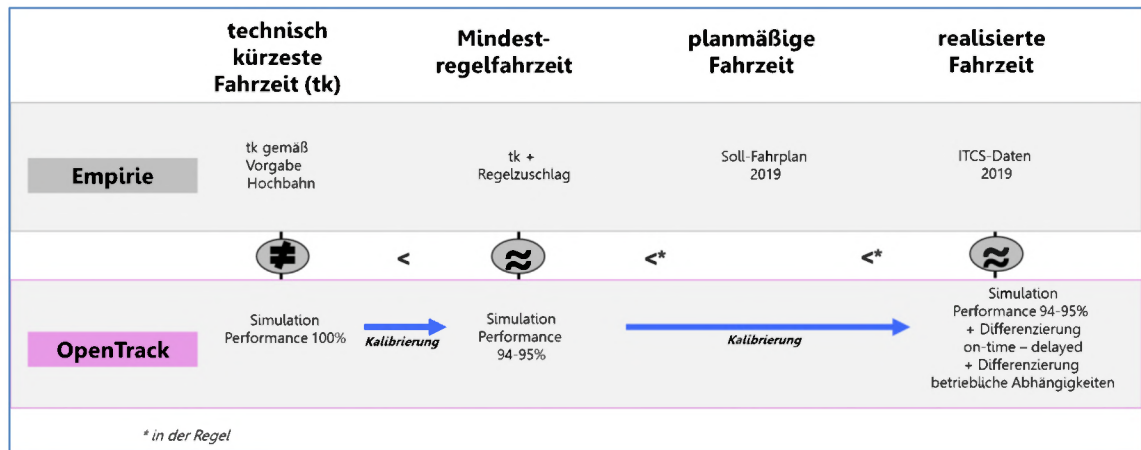 technisch
kürzeste
Fahrzeit (tk)
Mindest-
regelfahrzeit
planmäßige
Fahrzeit
realisierte
Fahrzeit
Empirie
tk gemäß
Vorgabe
Hochbahn
tk +
Regelzuschlag
Soll-Fahrplan
2019
ITCS-Daten
2019
≠ < ≈ <* <* ≈
OpenTrack
Simulation
Performance 100%
Kalibrierung
Simulation
Performance
94-95%
Kalibrierung
Simulation
Performance 94-95%
+ Differenzierung
on-time – delayed
+ Differenzierung
betriebliche Abhängigkeiten
* in der Regel